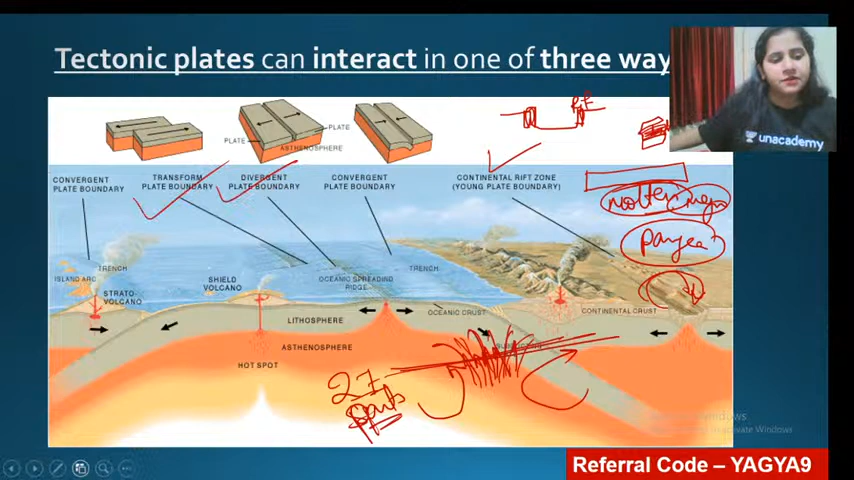 Tectonic plates can interact in one of three way
unacademy
PLATE
PLATE
ASTHENOSPHERE
CONVERGENT
PLATE BOUNDARY
TRANSFORM
PLATE BOUNDARY
DIVERGENT
PLATE BOUNDARY
CONVERGENT
PLATE BOUNDARY
CONTINENTAL RIFT ZONE
(YOUNG PLATE BOUNDARY)
molten
pangea
TRENCH
ISLAND ARC
STRATO-
VOLCANO
SHIELD
VOLCANO
OCEANIC SPREADING
RIDGE
TRENCH
OCEANIC CRUST
CONTINENTAL CRUST
LITHOSPHERE
ASTHENOSPHERE
HOT SPOT
27
Referral Code – YAGYA9